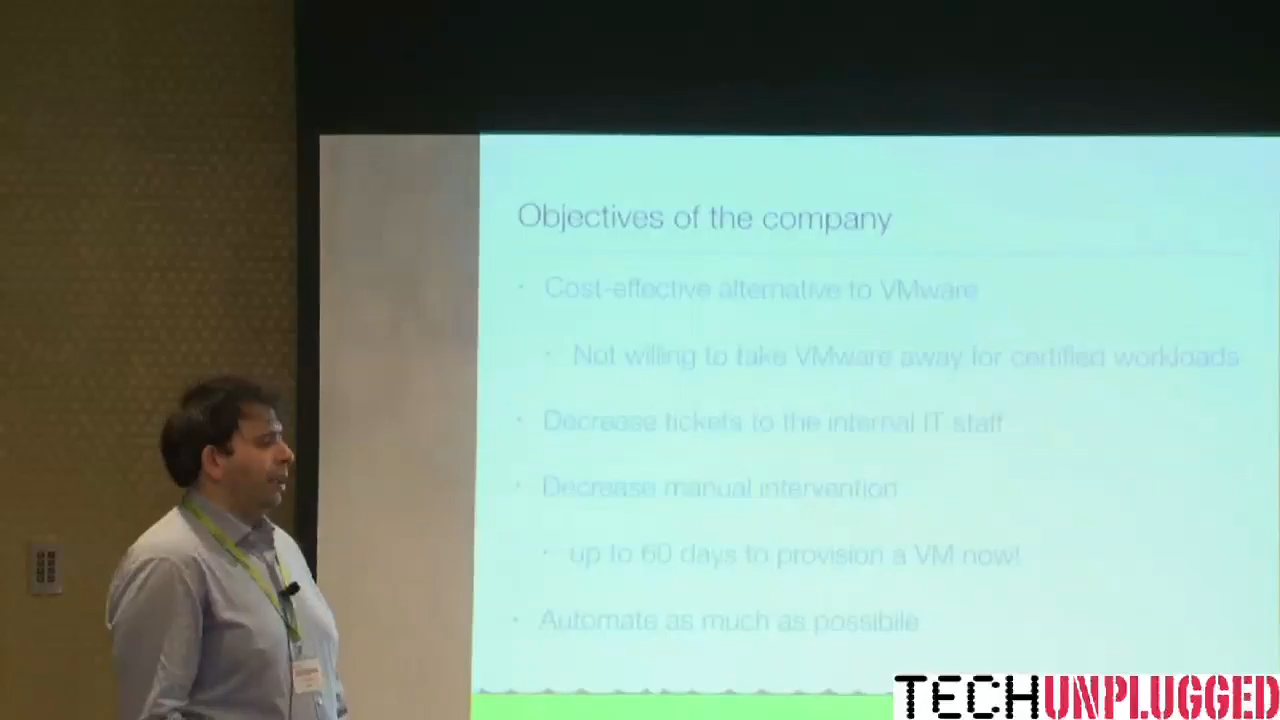 Objectives of the company
• Cost-effective alternative to VMware
• Not willing to take VMware away for certified workloads
• Decrease tickets to the internal IT staff
• Decrease manual intervention
• up to 60 days to provision a VM now!
• Automate as much as possibile
TECHUNPLUGGED